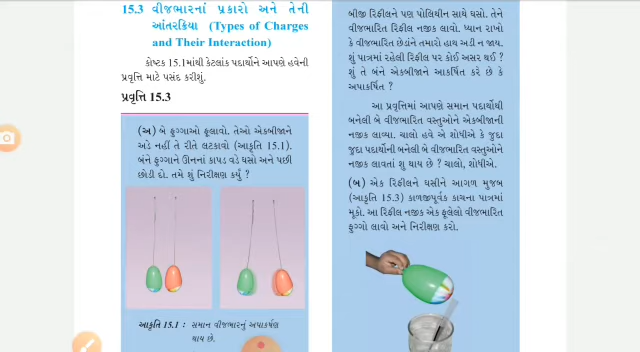 15.3 વીજભારનાં પ્રકારો અને તેની
આંતરક્રિયા (Types of Charges
and Their Interaction)
કોષ્ટક 15.1માંથી કેટલાંક પદાર્થોને આપણે હવેની
પ્રવૃત્તિ માટે પસંદ કરીશું.
પ્રવૃત્તિ 15.3
(અ) બે ફુગ્ગાઓ ફુલાવો. તેઓ એકબીજાને
અડે નહીં તે રીતે લટકાવો (આકૃતિ 15.1).
બંને ફુગ્ગાને ઊનનાં કાપડ વડે ઘસો અને પછી
છોડી દો. તમે શું નિરીક્ષણ કર્યું ?
આકૃતિ 15.1 : સમાન વીજભારનું અપાકર્ષણ
થાય છે.
બીજી રિફીલને પણ પોલિથીન સાથે ઘસો. તેને
વીજભારિત રિફીલ નજીક લાવો. ધ્યાન રાખો
કે વીજભારિત છેડાંને તમારો હાથ અડી ન જાય.
શું પાત્રમાં રહેલી રિફીલ પર કોઈ અસર થઈ ?
શું તે બંને એકબીજાને આકર્ષિત કરે છે કે
અપાકર્ષિત ?
આ પ્રવૃત્તિમાં આપણે સમાન પદાર્થોથી
બનેલી બે વીજભારિત વસ્તુઓને એકબીજાની
નજીક લાવ્યા. ચાલો હવે એ શોધીએ કે જુદા
જુદા પદાર્થોની બનેલી બે વીજભારિત વસ્તુઓને
નજીક લાવતાં શુ થાય છે ? ચાલો, શોધીએ.
(બ) એક રિફીલને ઘસીને આગળ મુજબ
(આકૃતિ 15.3) કાળજીપૂર્વક કાચના પાત્રમાં
મૂકો. આ રિફીલ નજીક એક ફૂલેલો વીજભારિત
ફુગ્ગો લાવો અને નિરીક્ષણ કરો.